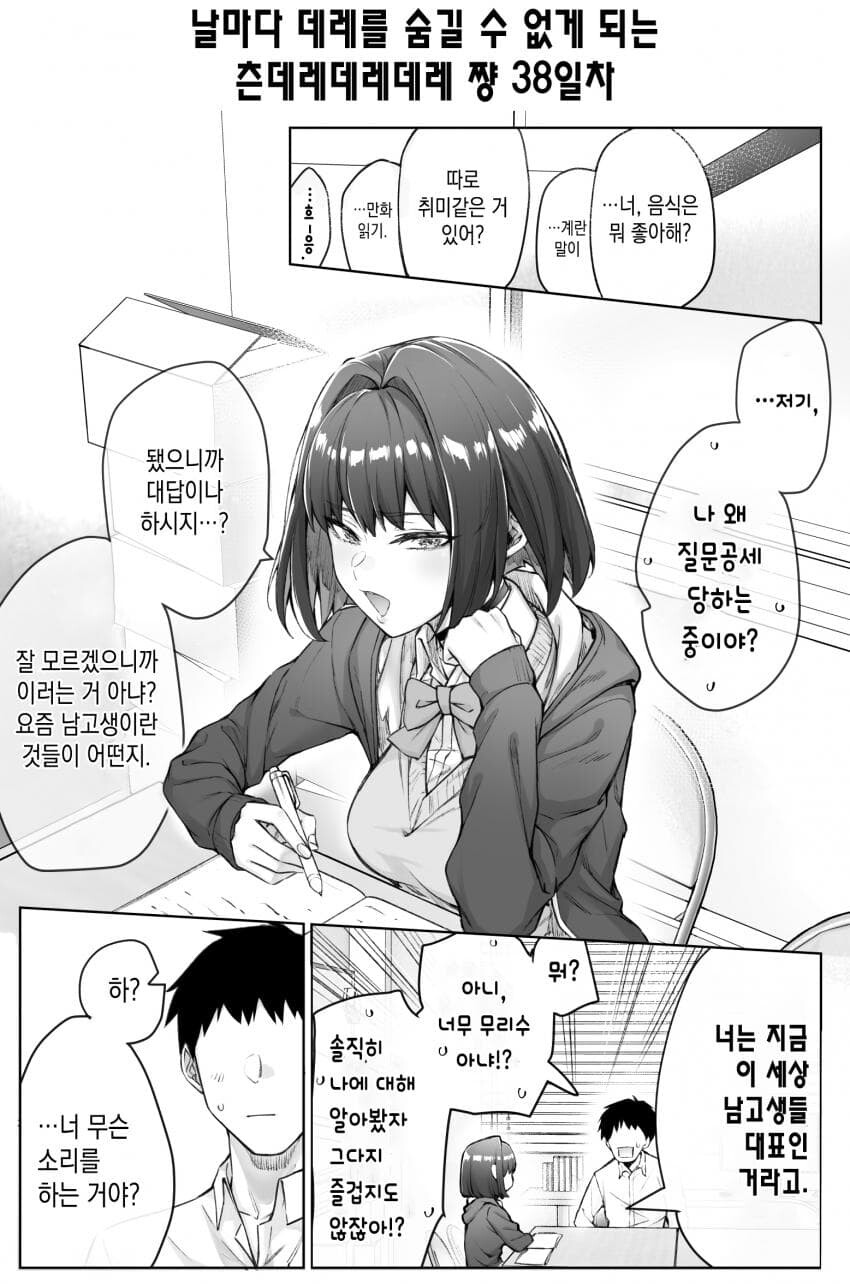 날마다 데레를 숨길 수 없게 되는
츤데레데레데레 쨩 38일차
…너, 음식은
뭐 좋아해?
…계란
말이
따로
취미같은 거
있어?
…만화
읽기.
…흐ー응.
…저기,
나 왜
질문공세
당하는
중이야?
됐으니까
대답이나
하시지…?
잘 모르겠으니까
이러는 거 아냐?
요즘 남고생이란
것들이 어떤지.
너는 지금
이 세상
남고생들
대표인
거라고.
뭐?
아니,
너무 무리수
아냐!?
솔직히
나에 대해
알아봤자
그다지
즐겁지도
않잖아!?
하?
…너 무슨
소리를
하는 거야?